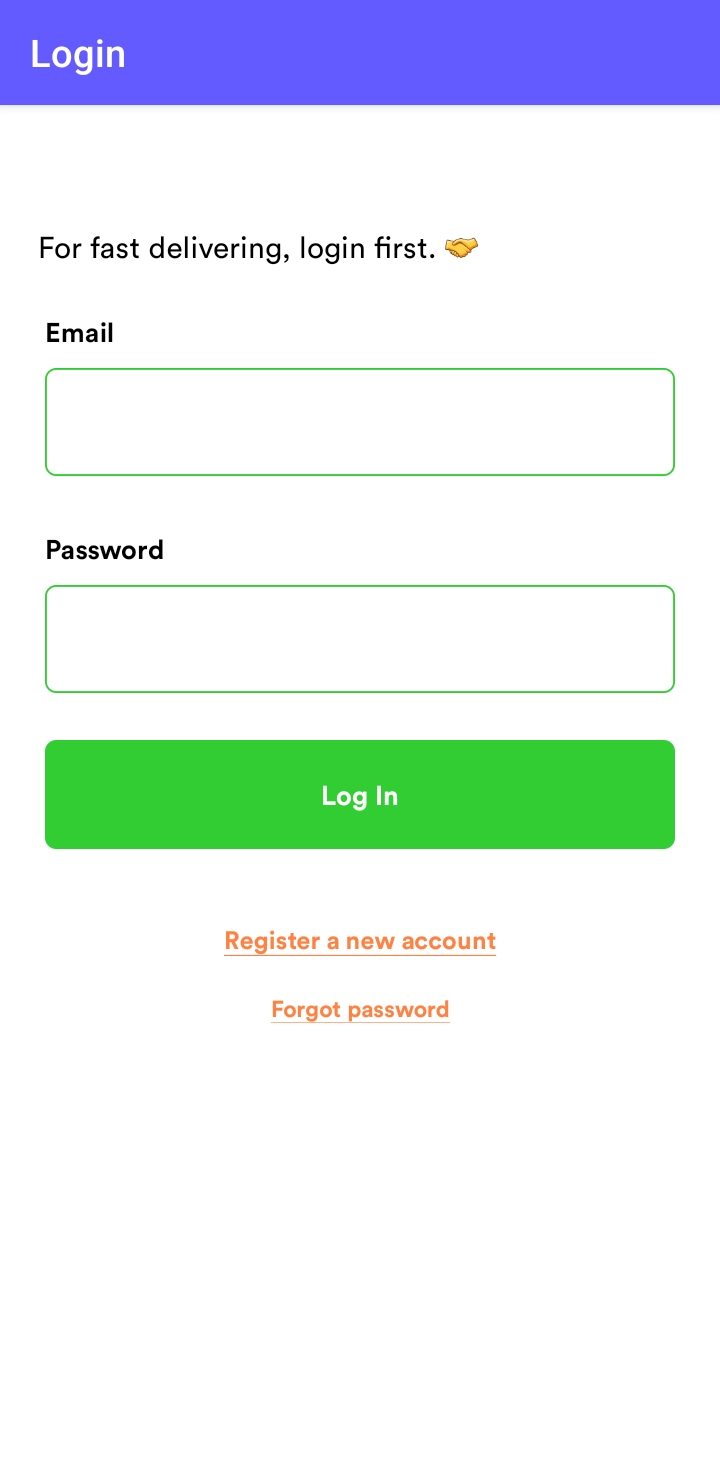 Login
For fast delivering, login first. 🤝
Email
Password
Log In
Register a new account
Forgot password